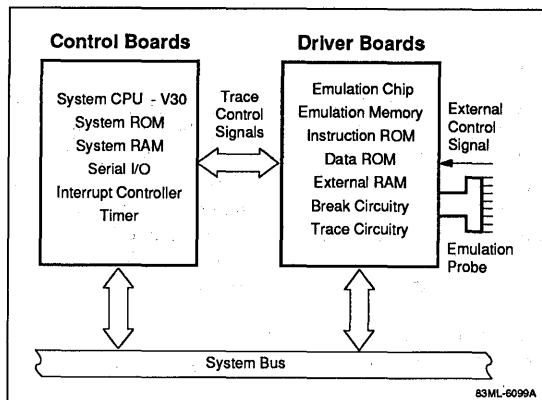 Control Boards
System CPU - V30
System ROM
System RAM
Serial I/O
Interrupt Controller
Timer
Trace
Control
Signals
Driver Boards
Emulation Chip
Emulation Memory
Instruction ROM
Data ROM
External RAM
Break Circuitry
Trace Circuitry
External
Control
Signal
Emulation
Probe
System Bus
83ML-6099A